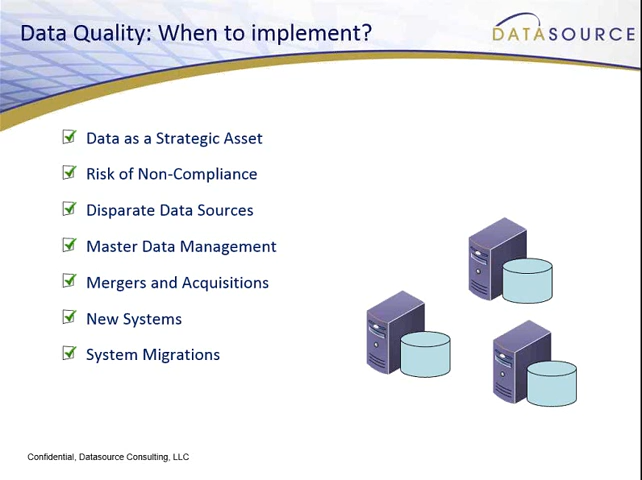 Data Quality: When to implement?
DATASOURCE
Data as a Strategic Asset
Risk of Non-Compliance
Disparate Data Sources
Master Data Management
Mergers and Acquisitions
New Systems
System Migrations
Confidential, Datasource Consulting, LLC